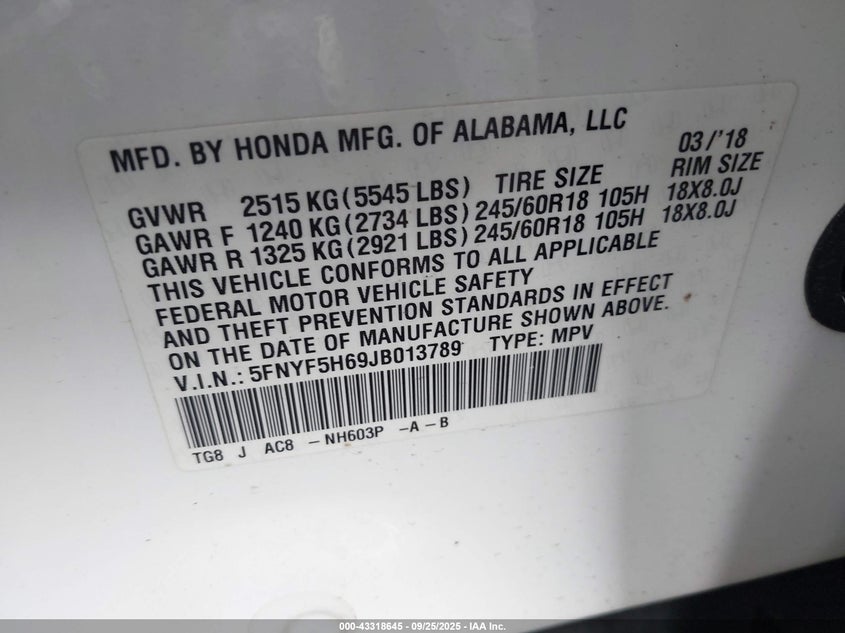 MFD. BY HONDA MFG. OF ALABAMA, LLC 03/'18
GVWR 2515 KG (5545 LBS) TIRE SIZE RIM SIZE
GAWR F 1240 KG (2734 LBS) 245/60R18 105H 18X8.0J
GAWR R 1325 KG (2921 LBS) 245/60R18 105H 18X8.0J
THIS VEHICLE CONFORMS TO ALL APPLICABLE
FEDERAL MOTOR VEHICLE SAFETY
AND THEFT PREVENTION STANDARDS IN EFFECT
ON THE DATE OF MANUFACTURE SHOWN ABOVE.
V.I.N.: 5FNYF5H69JB013789 TYPE: MPV
TG8 J AC8 - NH603P -A - B
000-43318645 - 09/25/2025 - IAA Inc.